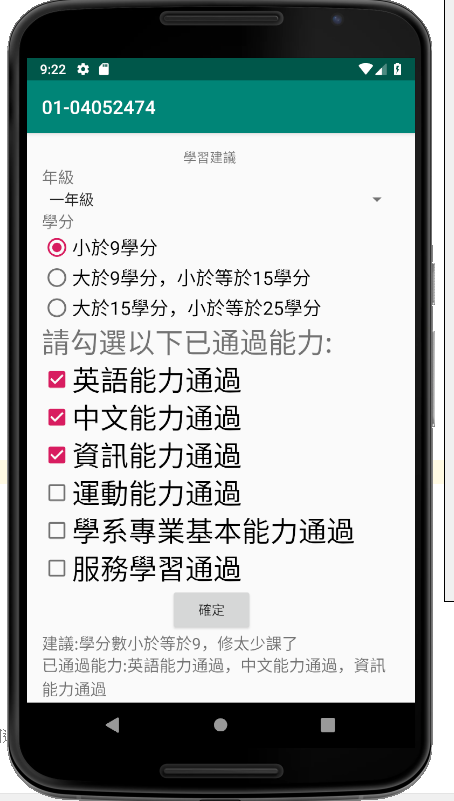 9:22
01-04052474
學習建議
年級
一年級
學分
小於9學分
大於9學分，小於等於15學分
大於15學分，小於等於25學分
請勾選以下已通過能力:
英語能力通過
中文能力通過
資訊能力通過
運動能力通過
學系專業基本能力通過
服務學習通過
確定
建議:學分數小於等於9，修太少課了
已通過能力:英語能力通過，中文能力通過，資訊
能力通過